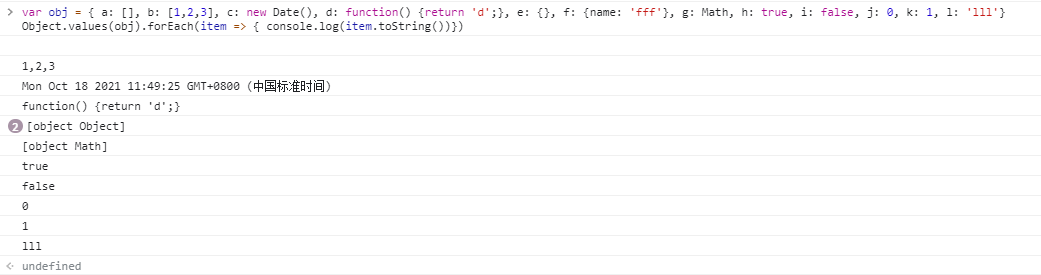 > var obj = { a: [], b: [1,2,3], c: new Date(), d: function() {return 'd';}, e: {}, f: {name: 'fff'}, g: Math, h: true, i: false, j: 0, k: 1, l: 'lll'}
Object.values(obj).forEach(item => { console.log(item.toString())})
1,2,3
Mon Oct 18 2021 11:49:25 GMT+0800 (中国标准时间)
function() {return 'd';}
2 [object Object]
[object Math]
true
false
0
1
lll
undefined